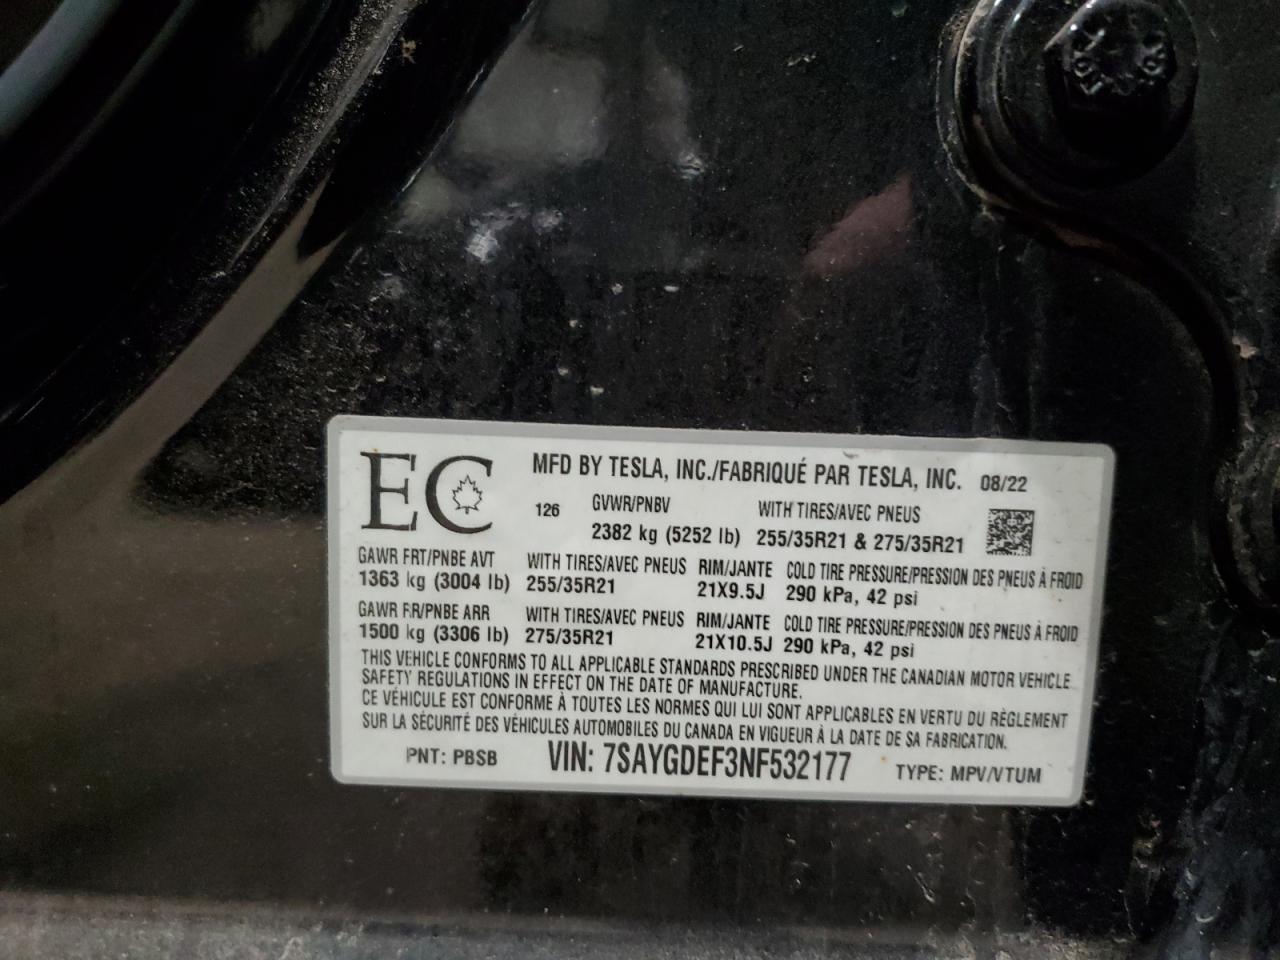 EC MFD BY TESLA, INC./FABRIQUÉ PAR TESLA, INC. 08/22
126 GVWR/PNBV WITH TIRES/AVEC PNEUS
2382 kg (5252 lb) 255/35R21 & 275/35R21
GAWR FRT/PNBE AVT WITH TIRES/AVEC PNEUS RIM/JANTE COLD TIRE PRESSURE/PRESSION DES PNEUS À FROID
1363 kg (3004 lb) 255/35R21 21X9.5J 290 kPa, 42 psi
GAWR FR/PNBE ARR WITH TIRES/AVEC PNEUS RIM/JANTE COLD TIRE PRESSURE/PRESSION DES PNEUS À FROID
1500 kg (3306 lb) 275/35R21 21X10.5J 290 kPa, 42 psi
THIS VEHICLE CONFORMS TO ALL APPLICABLE STANDARDS PRESCRIBED UNDER THE CANADIAN MOTOR VEHICLE
SAFETY REGULATIONS IN EFFECT ON THE DATE OF MANUFACTURE.
CE VÉHICULE EST CONFORME À TOUTES LES NORMES QUI LUI SONT APPLICABLES EN VERTU DU RÈGLEMENT
SUR LA SÉCURITÉ DES VÉHICULES AUTOMOBILES DU CANADA EN VIGUEUR À LA DATE DE SA FABRICATION.
PNT: PBSB VIN: 7SAYGDEF3NF532177 TYPE: MPV/VTUM